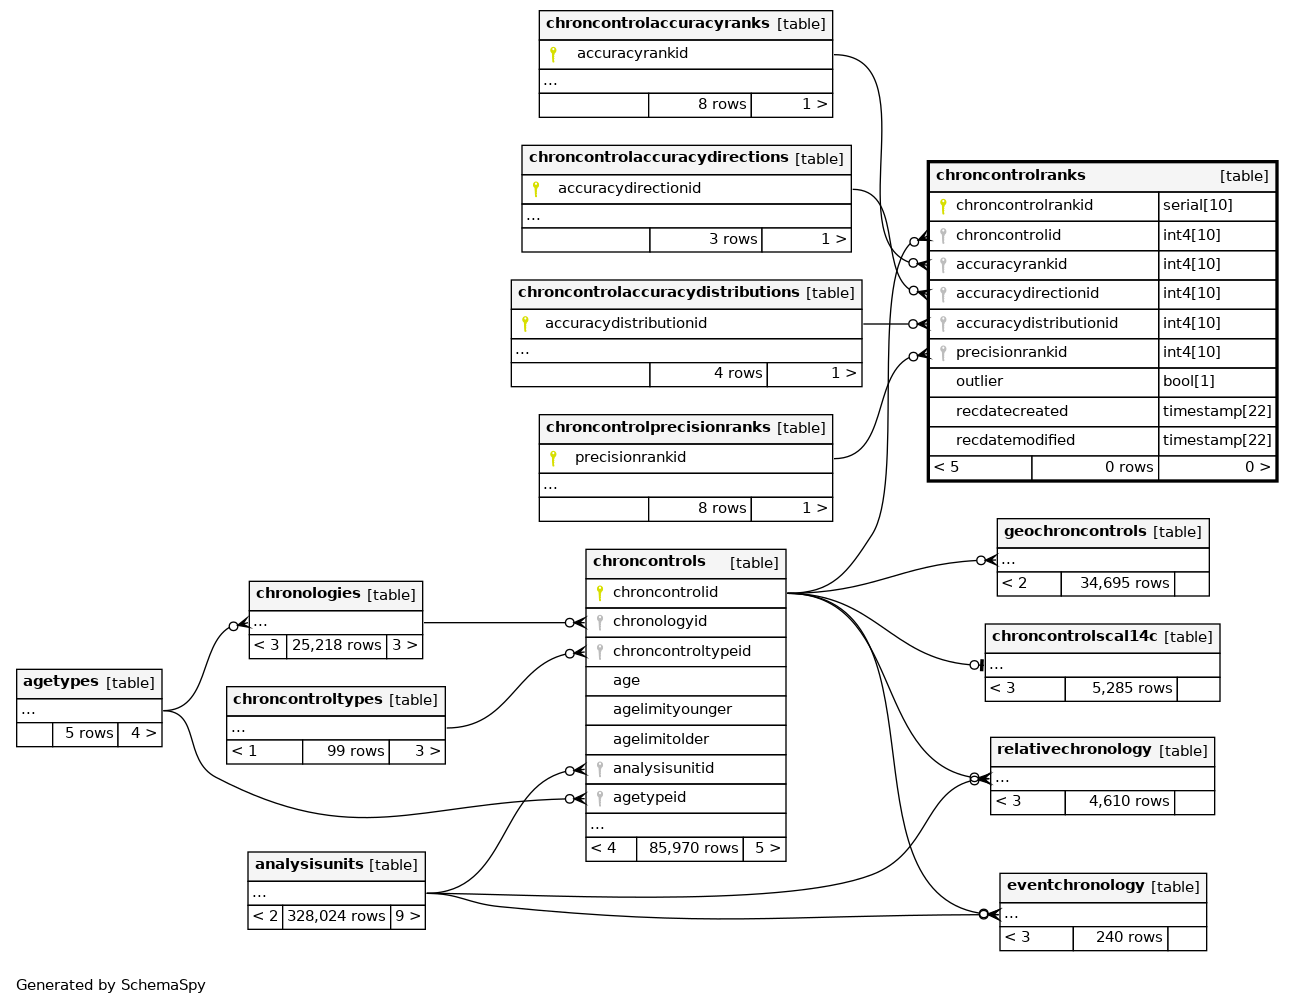 chroncontrolaccuracyranks [table]
accuracyrankid
...
8 rows 1 >
chroncontrolaccuracydirections [table]
accuracydirectionid
...
3 rows 1 >
chroncontrolaccuracydistributions [table]
accuracydistributionid
...
4 rows 1 >
chroncontrolprecisionranks [table]
precisionrankid
...
8 rows 1 >
chroncontrolranks [table]
chroncontrolrankid serial[10]
chroncontrolid int4[10]
accuracyrankid int4[10]
accuracydirectionid int4[10]
accuracydistributionid int4[10]
precisionrankid int4[10]
outlier bool[1]
recdatecreated timestamp[22]
recdatemodified timestamp[22]
< 5 0 rows 0 >
agetypes [table]
...
5 rows 4 >
chronologies [table]
...
< 3 25,218 rows 3 >
chroncontroltypes [table]
...
< 1 99 rows 3 >
analysisunits [table]
...
< 2 328,024 rows 9 >
chroncontrols [table]
chroncontrolid
chronologyid
chroncontroltypeid
age
agelimityounger
agelimitolder
analysisunitid
agetypeid
...
< 4 85,970 rows 5 >
geochroncontrols [table]
...
< 2 34,695 rows
chroncontrolscal14c [table]
...
< 3 5,285 rows
relativechronology [table]
...
< 3 4,610 rows
eventchronology [table]
...
< 3 240 rows
Generated by SchemaSpy